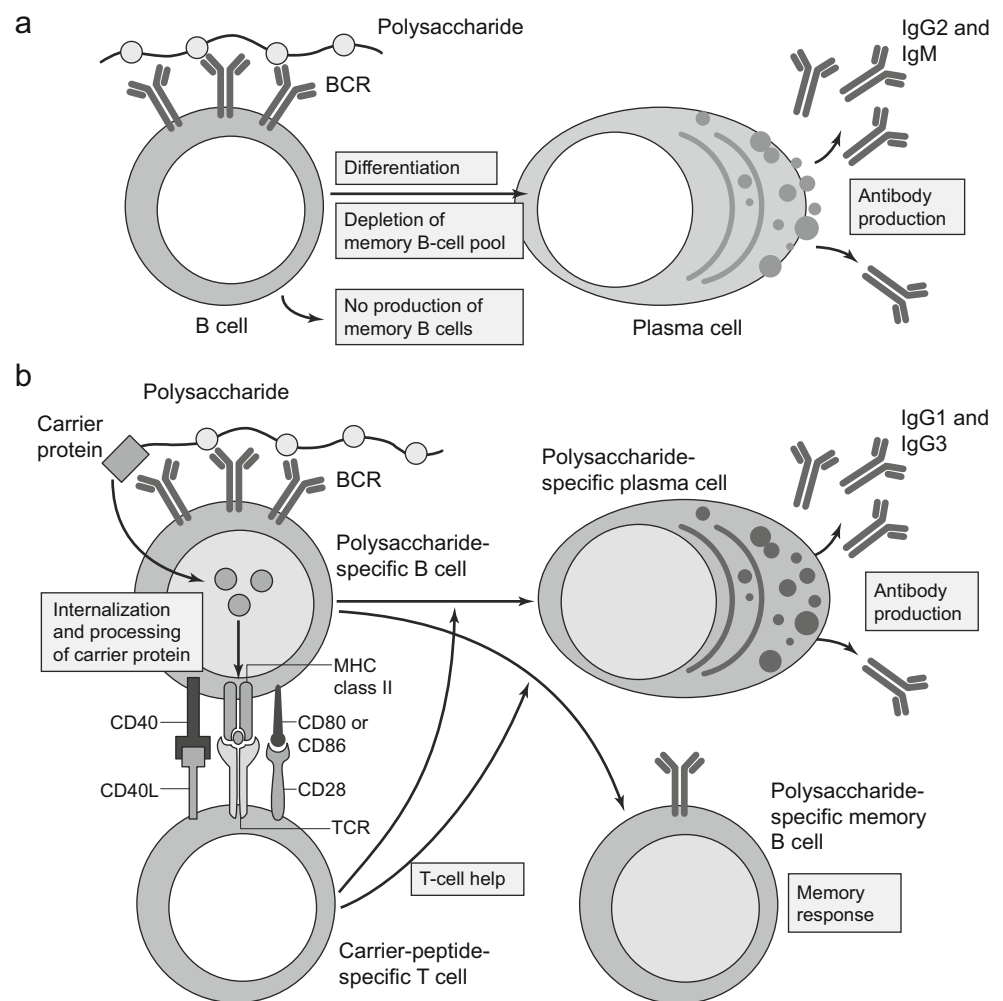 a
Polysaccharide
BCR
IgG2 and
IgM
Differentiation
Depletion of
memory B-cell pool
Antibody
production
No production of
memory B cells
B cell
Plasma cell
b
Polysaccharide
Carrier
protein
BCR
IgG1 and
IgG3
Polysaccharide-
specific plasma cell
Polysaccharide-
specific B cell
Internalization
and processing
of carrier protein
Antibody
production
MHC
class II
CD40
CD80 or
CD86
CD40L
CD28
TCR
Polysaccharide-
specific memory
B cell
T-cell help
Memory
response
Carrier-peptide-
specific T cell